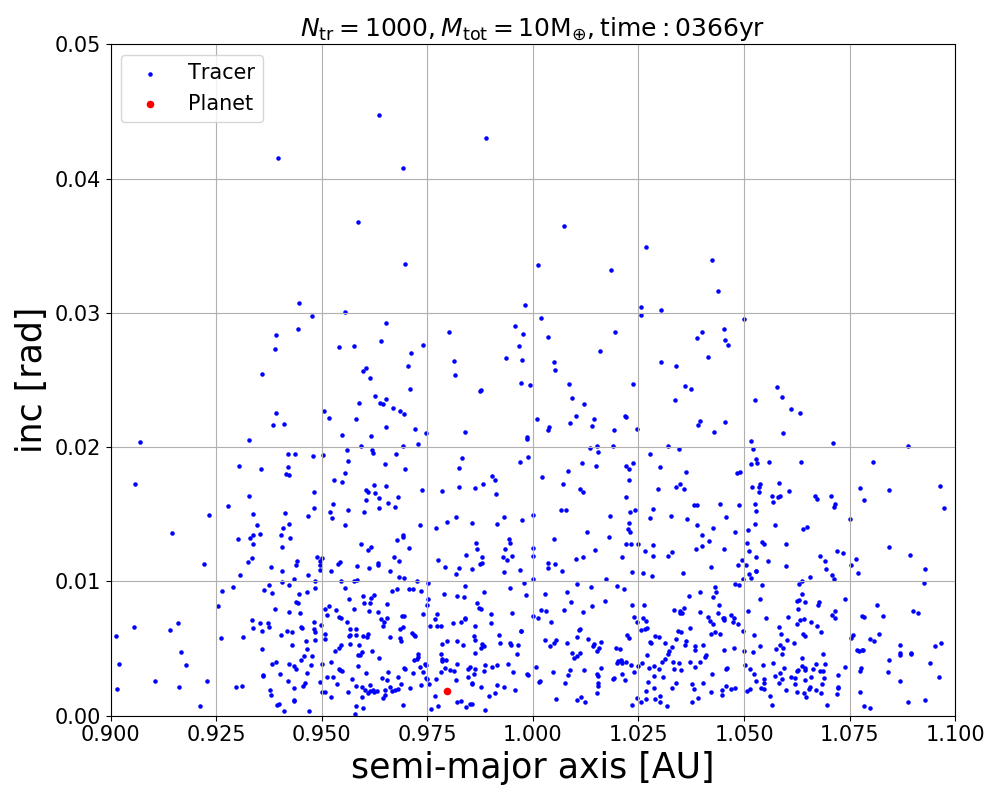 N_tr = 1000, M_tot = 10M_⊕, time : 0366yr
Tracer
Planet
0.05
0.04
0.03
0.02
0.01
0.00
inc [rad]
0.900 0.925 0.950 0.975 1.000 1.025 1.050 1.075 1.100
semi-major axis [AU]